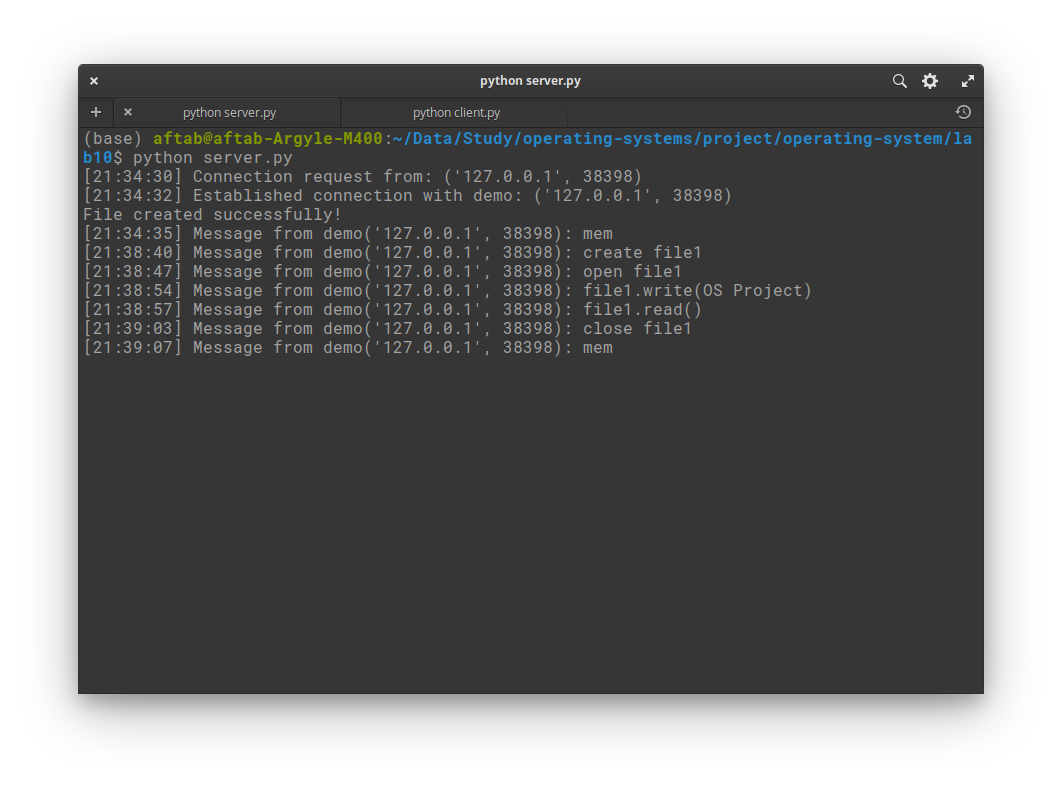 python server.py
python server.py
python client.py
(base) aftab@aftab-Argyle-M400:~/Data/Study/operating-systems/project/operating-system/la
b10$ python server.py
[21:34:30] Connection request from: ('127.0.0.1', 38398)
[21:34:32] Established connection with demo: ('127.0.0.1', 38398)
File created successfully!
[21:34:35] Message from demo('127.0.0.1', 38398): mem
[21:38:40] Message from demo('127.0.0.1', 38398): create file1
[21:38:47] Message from demo('127.0.0.1', 38398): open file1
[21:38:54] Message from demo('127.0.0.1', 38398): file1.write(OS Project)
[21:38:57] Message from demo('127.0.0.1', 38398): file1.read()
[21:39:03] Message from demo('127.0.0.1', 38398): close file1
[21:39:07] Message from demo('127.0.0.1', 38398): mem